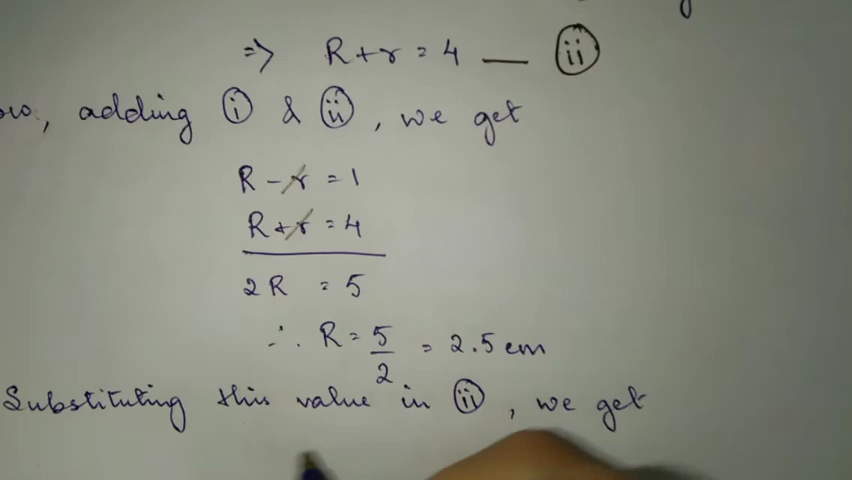 => R + r = 4 — (ii)
adding (i) & (ii), we get
R - r = 1
R + r = 4
2R = 5
∴ R = 5/2 = 2.5 cm
Substituting this value in (ii), we get